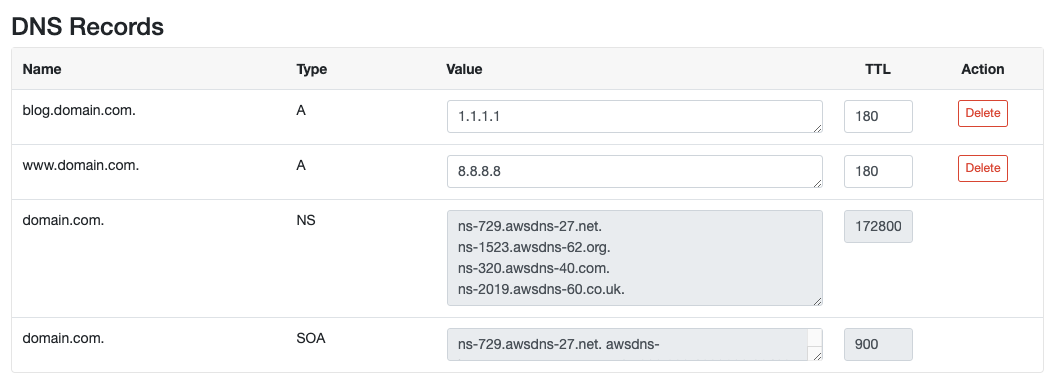 DNS Records
Name Type Value TTL Action
blog.domain.com. A 1.1.1.1 180 Delete
www.domain.com. A 8.8.8.8 180 Delete
domain.com. NS ns-729.awsdns-27.net. 172800
ns-1523.awsdns-62.org.
ns-320.awsdns-40.com.
ns-2019.awsdns-60.co.uk.
domain.com. SOA ns-729.awsdns-27.net. awsdns- 900